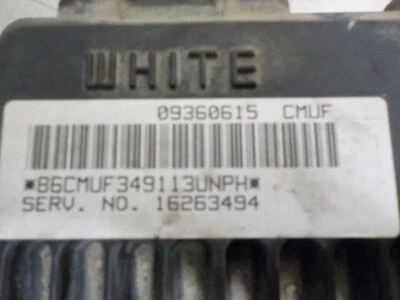 WHITE
09360615 CMUF
*86CMUF349113UNPH*
SERV. NO. 16263494